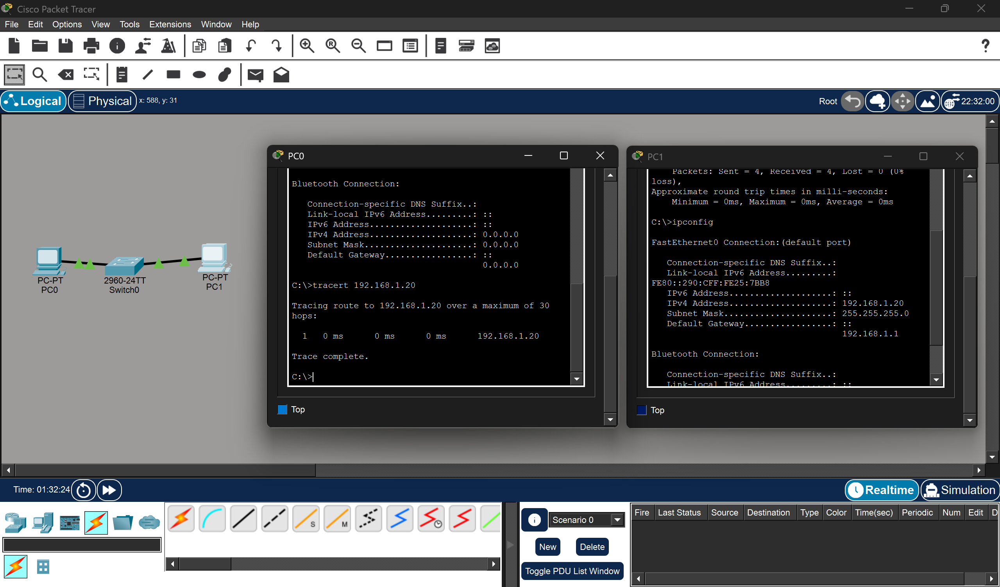 Cisco Packet Tracer
File Edit Options View Tools Extensions Window Help
Logical Physical x: 588, y: 31 Root 22:32:00
PC-PT
PC0
2960-24TT
Switch0
PC-PT
PC1
PC0
Bluetooth Connection:
Connection-specific DNS Suffix..:
Link-local IPv6 Address.........: ::
IPv6 Address....................: ::
IPv4 Address....................: 0.0.0.0
Subnet Mask.....................: 0.0.0.0
Default Gateway.................: ::
0.0.0.0
C:\>tracert 192.168.1.20
Tracing route to 192.168.1.20 over a maximum of 30
hops:
1 0 ms 0 ms 0 ms 192.168.1.20
Trace complete.
C:\>
Top
PC1
Packets: Sent = 4, Received = 4, Lost = 0 (0%
loss),
Approximate round trip times in milli-seconds:
Minimum = 0ms, Maximum = 0ms, Average = 0ms
C:\>ipconfig
FastEthernet0 Connection:(default port)
Connection-specific DNS Suffix..:
Link-local IPv6 Address.........:
FE80::290:CFF:FE25:7BB8
IPv6 Address....................: ::
IPv4 Address....................: 192.168.1.20
Subnet Mask.....................: 255.255.255.0
Default Gateway.................: ::
192.168.1.1
Bluetooth Connection:
Connection-specific DNS Suffix..:
Link-local IPv6 Address.........: ::
Top
Time: 01:32:24 Realtime Simulation
S M
Scenario 0
New Delete
Toggle PDU List Window
Fire Last Status Source Destination Type Color Time(sec) Periodic Num Edit D